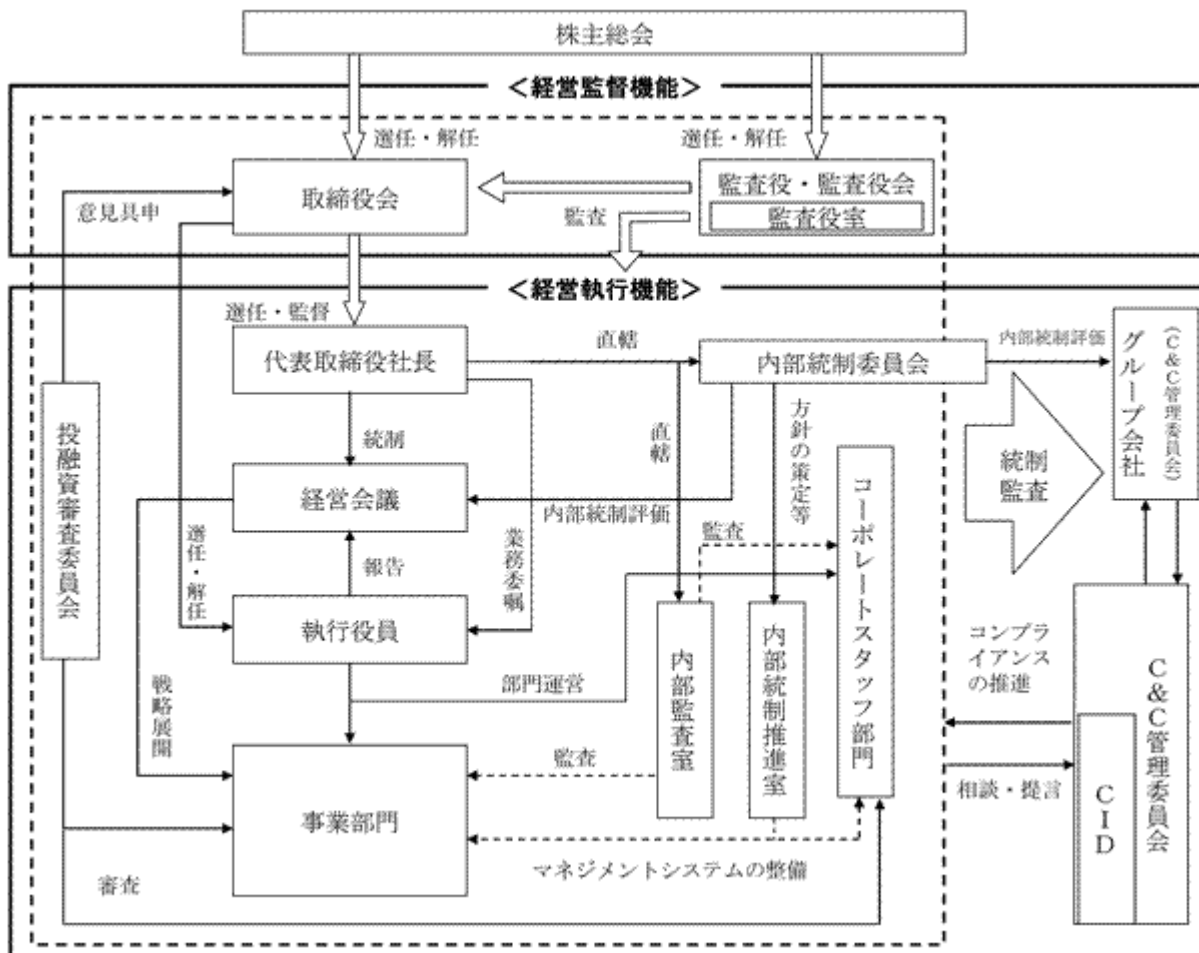 株主総会
＜経営監督機能＞
選任・解任
選任・解任
取締役会
監査役・監査役会
監査役室
意見具申
監査
＜経営執行機能＞
選任・監督
代表取締役社長
直轄
内部統制委員会
内部統制評価
グループ会社
（C&C管理委員会）
統制
直轄
方針の策定等
統制
監査
投融資審査委員会
経営会議
内部統制評価
コーポレートスタッフ部門
選任・解任
報告
業務委嘱
監査
執行役員
内部監査室
内部統制推進室
コンプラ
イアンス
の推進
C&C管理委員会
CID
部門運営
戦略展開
監査
事業部門
相談・提言
マネジメントシステムの整備
審査